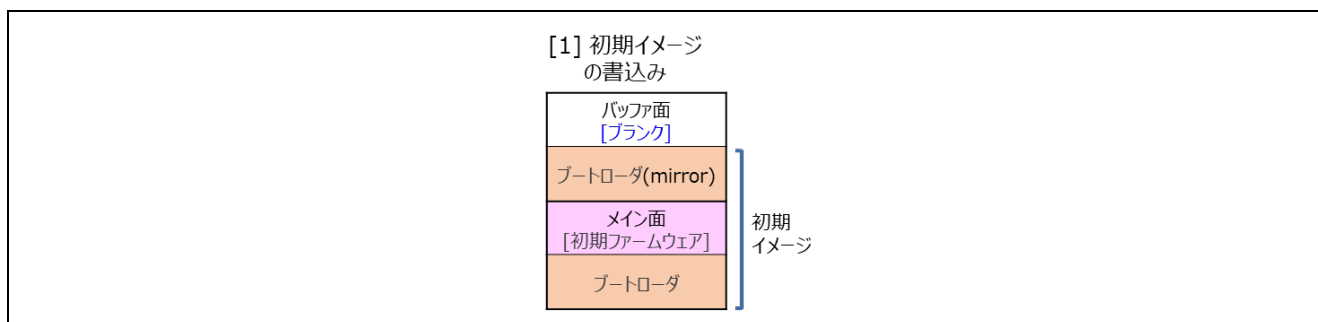 [1] 初期イメージ
の書込み
バッファ面
[ブランク]
ブートローダ(mirror)
メイン面
[初期ファームウェア]
ブートローダ
初期
イメージ